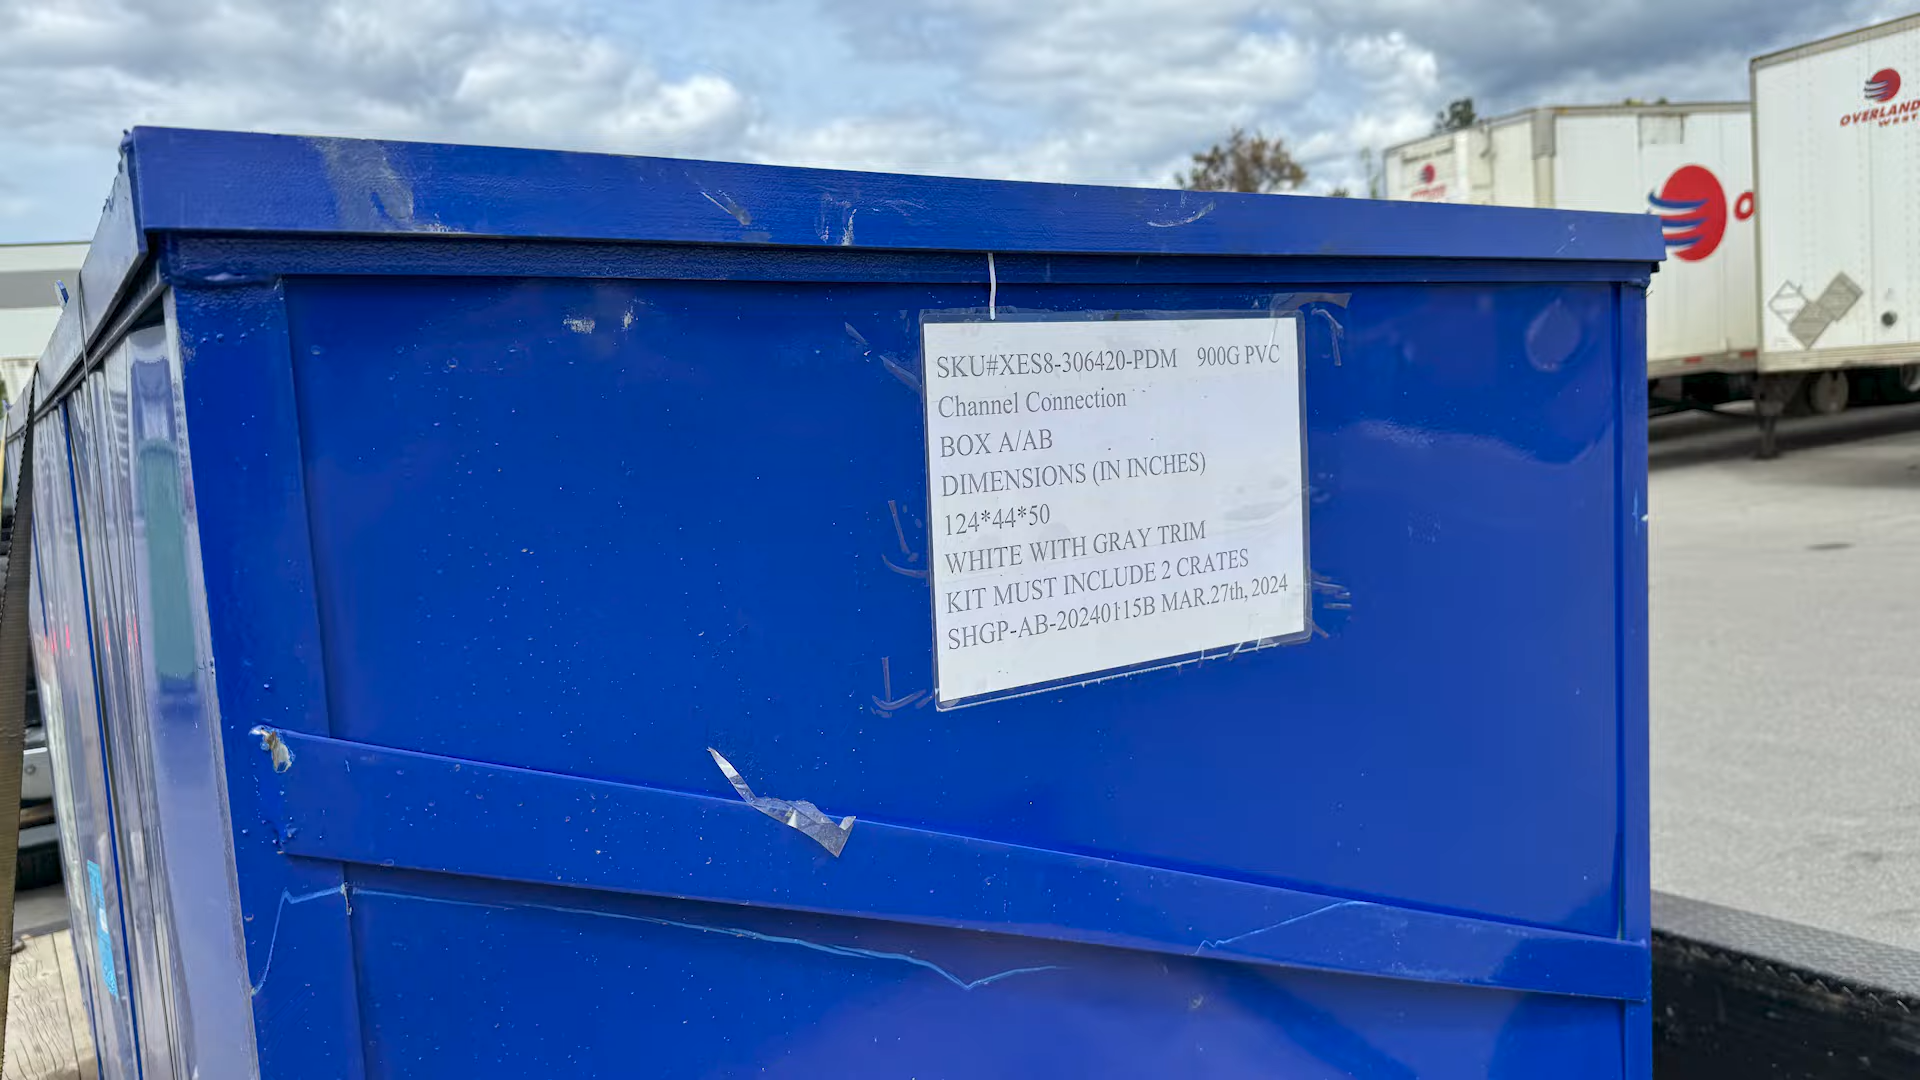 SKU#XES8-306420-PDM 900G PVC
Channel Connection
BOX A/AB
DIMENSIONS (IN INCHES)
124*44*50
WHITE WITH GRAY TRIM
KIT MUST INCLUDE 2 CRATES
SHGP-AB-20240115B MAR.27th, 2024
OVERLAND
WEST
O